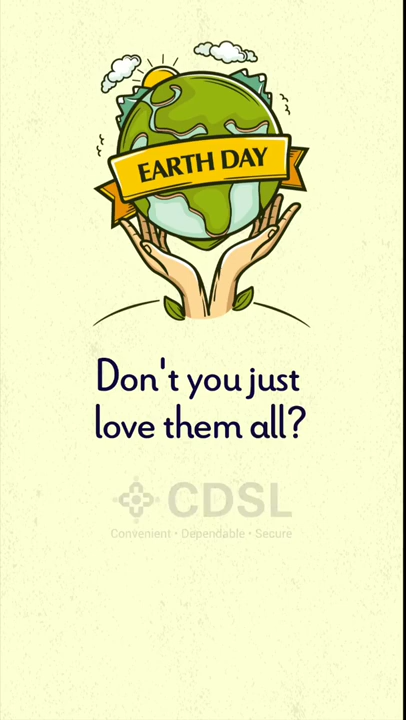 EARTH DAY
Don't you just
love them all?
CDSL
Convenient • Dependable • Secure